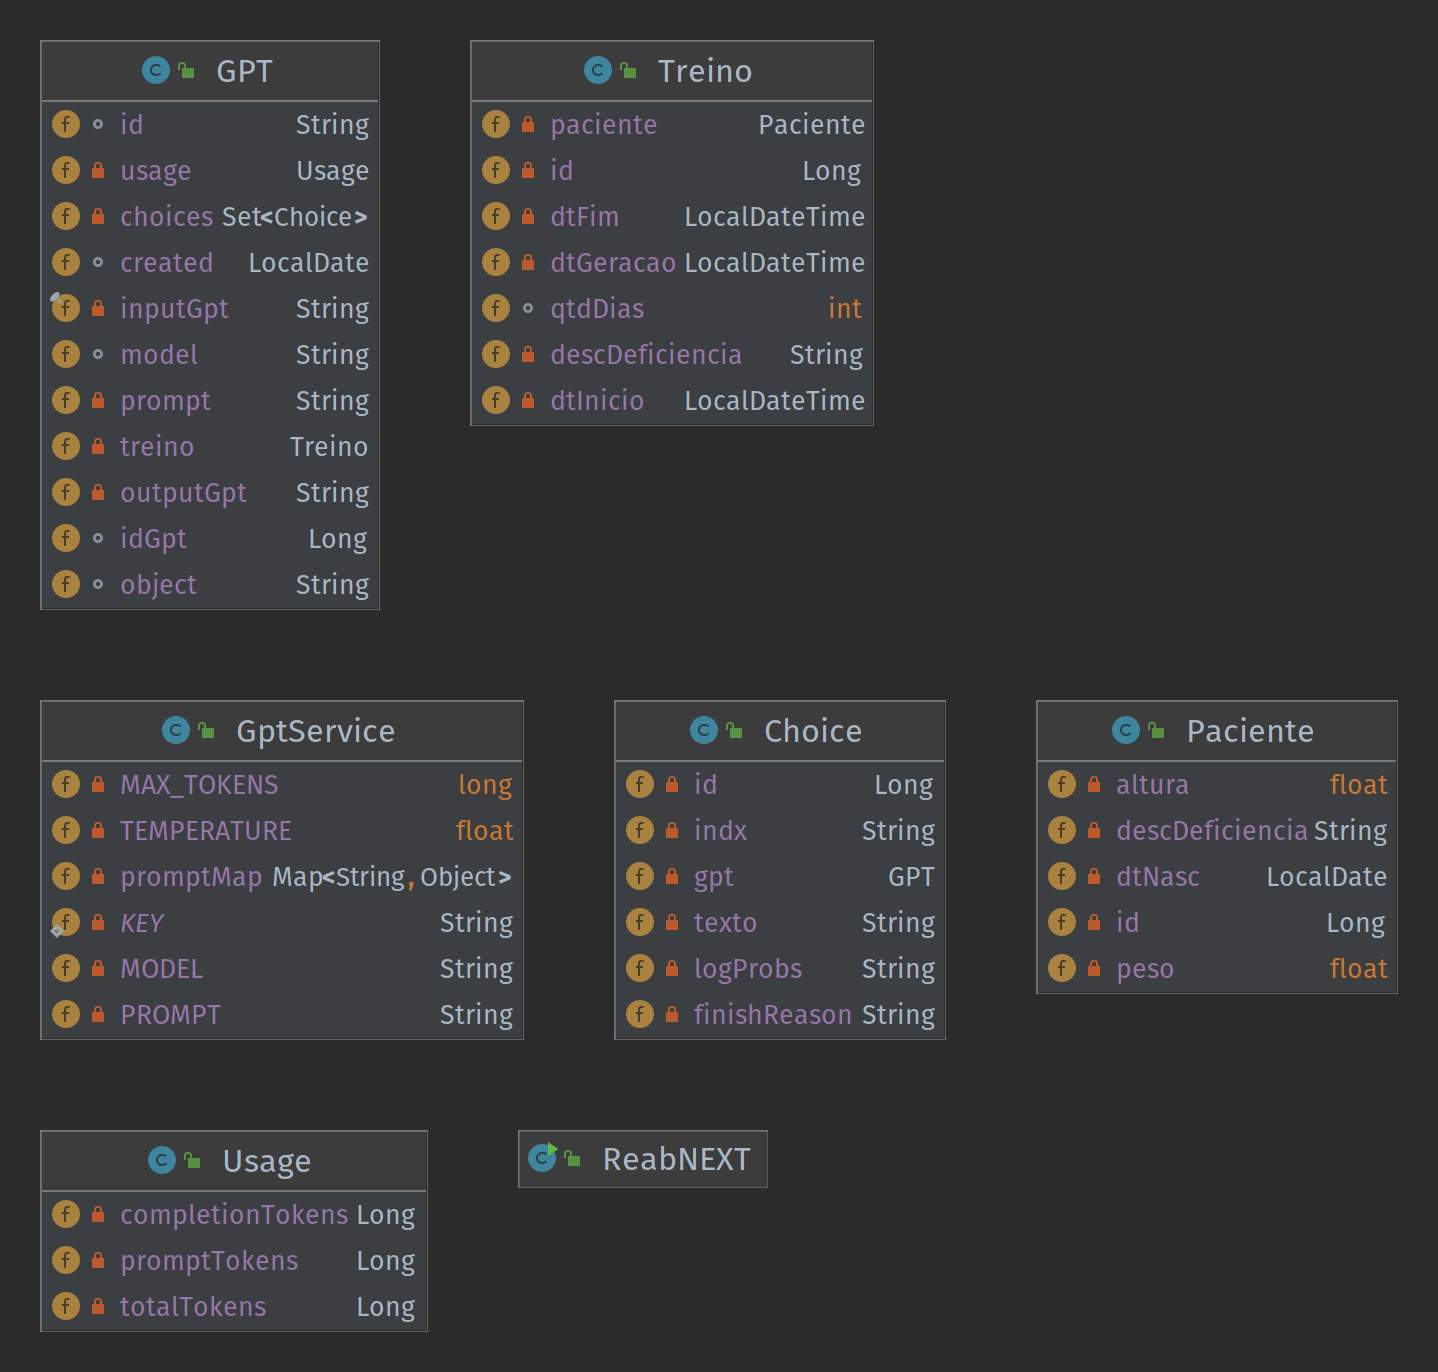 GPT
id String
usage Usage
choices Set<Choice>
created LocalDate
inputGpt String
model String
prompt String
treino Treino
outputGpt String
idGpt Long
object String
Treino
paciente Paciente
id Long
dtFim LocalDateTime
dtGeracao LocalDateTime
qtdDias int
descDeficiencia String
dtInicio LocalDateTime
GptService
MAX_TOKENS long
TEMPERATURE float
promptMap Map<String,Object>
KEY String
MODEL String
PROMPT String
Choice
id Long
indx String
gpt GPT
texto String
logProbs String
finishReason String
Paciente
altura float
descDeficiencia String
dtNasc LocalDate
id Long
peso float
Usage
completionTokens Long
promptTokens Long
totalTokens Long
ReabNEXT